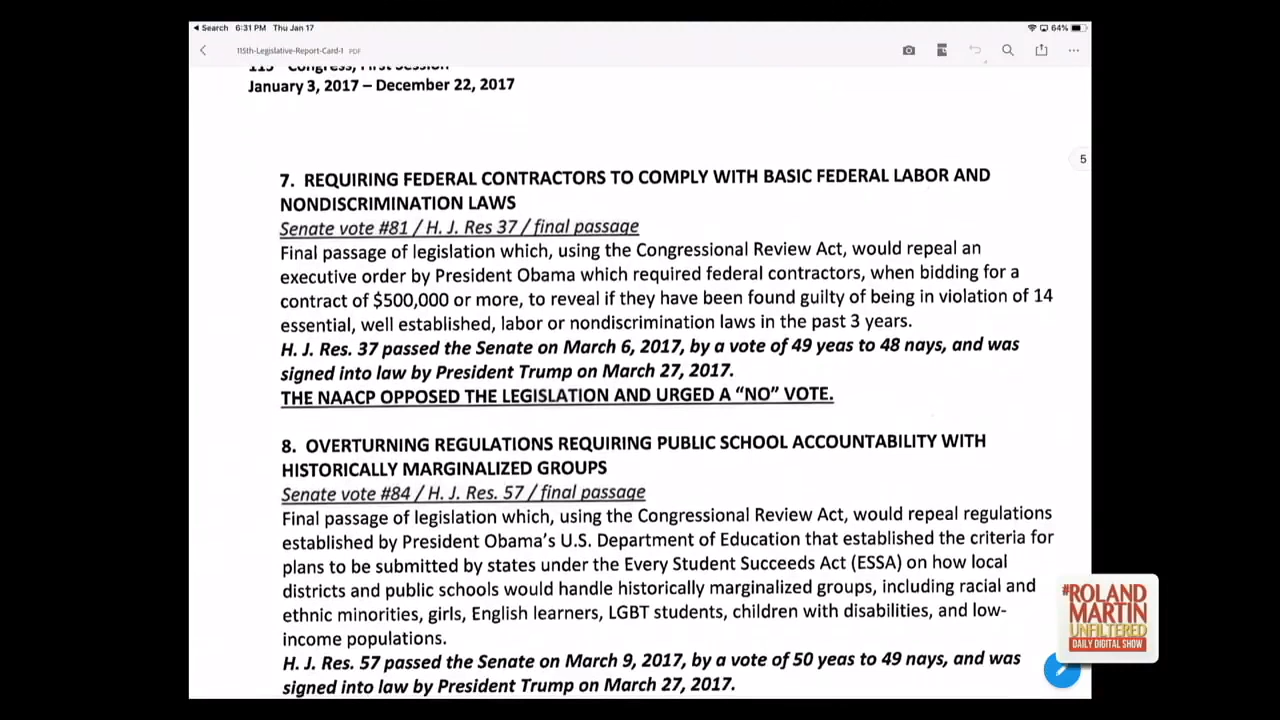 Search 6:31 PM Thu Jan 17
64%
115th-Legislative-Report-Card-1 PDF
115 Congress, First Session
January 3, 2017 – December 22, 2017
5
7. REQUIRING FEDERAL CONTRACTORS TO COMPLY WITH BASIC FEDERAL LABOR AND
NONDISCRIMINATION LAWS
Senate vote #81 / H. J. Res 37 / final passage
Final passage of legislation which, using the Congressional Review Act, would repeal an
executive order by President Obama which required federal contractors, when bidding for a
contract of $500,000 or more, to reveal if they have been found guilty of being in violation of 14
essential, well established, labor or nondiscrimination laws in the past 3 years.
H. J. Res. 37 passed the Senate on March 6, 2017, by a vote of 49 yeas to 48 nays, and was
signed into law by President Trump on March 27, 2017.
THE NAACP OPPOSED THE LEGISLATION AND URGED A “NO” VOTE.
8. OVERTURNING REGULATIONS REQUIRING PUBLIC SCHOOL ACCOUNTABILITY WITH
HISTORICALLY MARGINALIZED GROUPS
Senate vote #84 / H. J. Res. 57 / final passage
Final passage of legislation which, using the Congressional Review Act, would repeal regulations
established by President Obama’s U.S. Department of Education that established the criteria for
plans to be submitted by states under the Every Student Succeeds Act (ESSA) on how local
districts and public schools would handle historically marginalized groups, including racial and
ethnic minorities, girls, English learners, LGBT students, children with disabilities, and low-
income populations.
H. J. Res. 57 passed the Senate on March 9, 2017, by a vote of 50 yeas to 49 nays, and was
signed into law by President Trump on March 27, 2017.
#ROLAND
MARTIN
UNFILTERED
DAILY DIGITAL SHOW